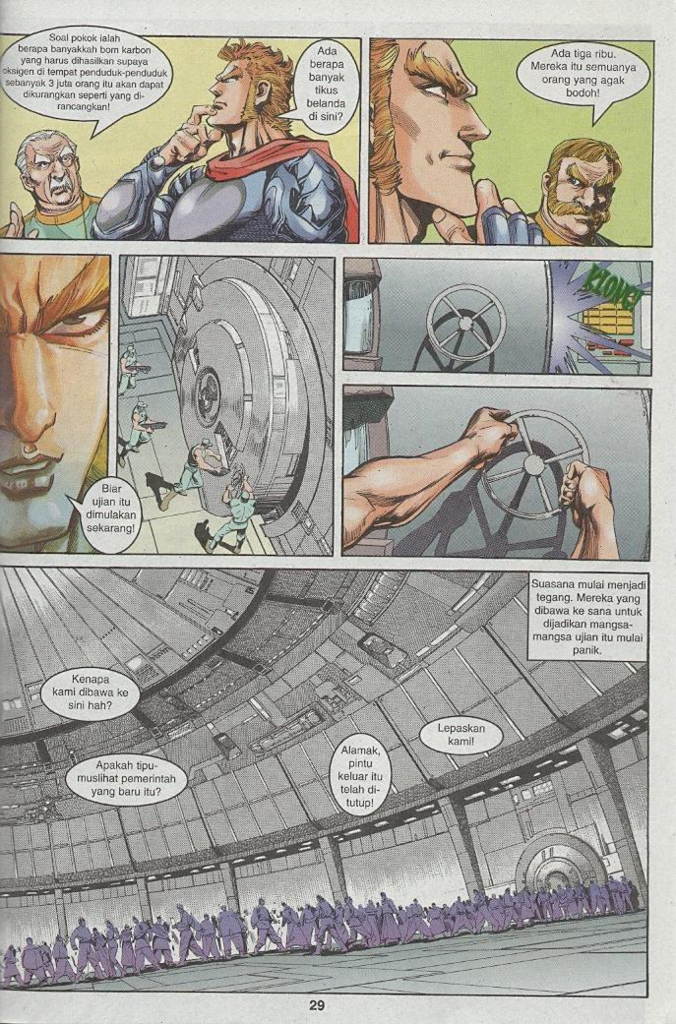 Soal pokok ialah
berapa banyakkah bom karbon
yang harus dihasilkan supaya
oksigen di tempat penduduk-penduduk
sebanyak 3 juta orang itu akan dapat
dikurangkan seperti yang di-
rancangkan!
Ada
berapa
banyak
tikus
belanda
di sini?
Ada tiga ribu.
Mereka itu semuanya
orang yang agak
bodoh!
Biar
ujian itu
dimulakan
sekarang!
KLONG!
Suasana mulai menjadi
tegang. Mereka yang
dibawa ke sana untuk
dijadikan mangsa-
mangsa ujian itu mulai
panik.
Kenapa
kami dibawa ke
sini hah?
Apakah tipu-
muslihat pemerintah
yang baru itu?
Alamak,
pintu
keluar itu
telah di-
tutup!
Lepaskan
kami!
29